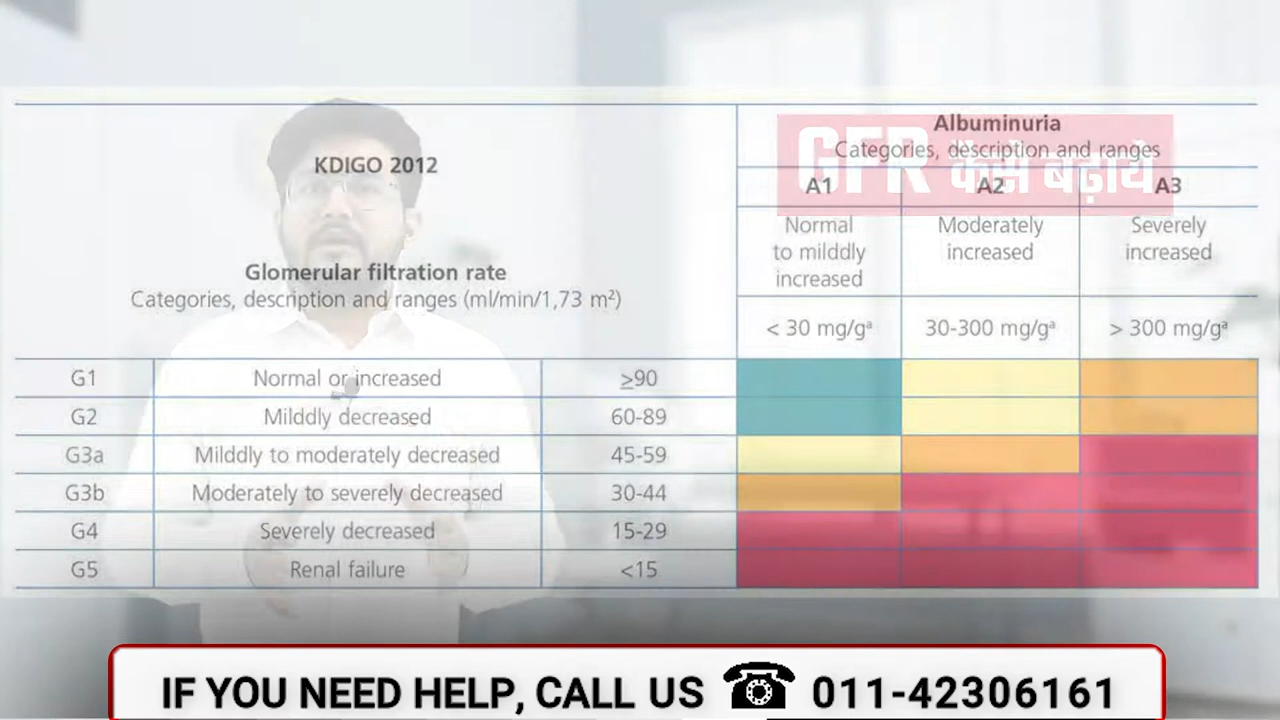 KDIGO 2012
Glomerular filtration rate
Categories, description and ranges (ml/min/1,73 m²)
Albuminuria
Categories, description and ranges
GFR कैसे बढ़ायें
A1 A2 A3
Normal to milddly increased
Moderately increased
Severely increased
< 30 mg/gª 30-300 mg/gª > 300 mg/gª
G1 Normal or increased ≥90
G2 Milddly decreased 60-89
G3a Milddly to moderately decreased 45-59
G3b Moderately to severely decreased 30-44
G4 Severely decreased 15-29
G5 Renal failure <15
IF YOU NEED HELP, CALL US ☎ 011-42306161